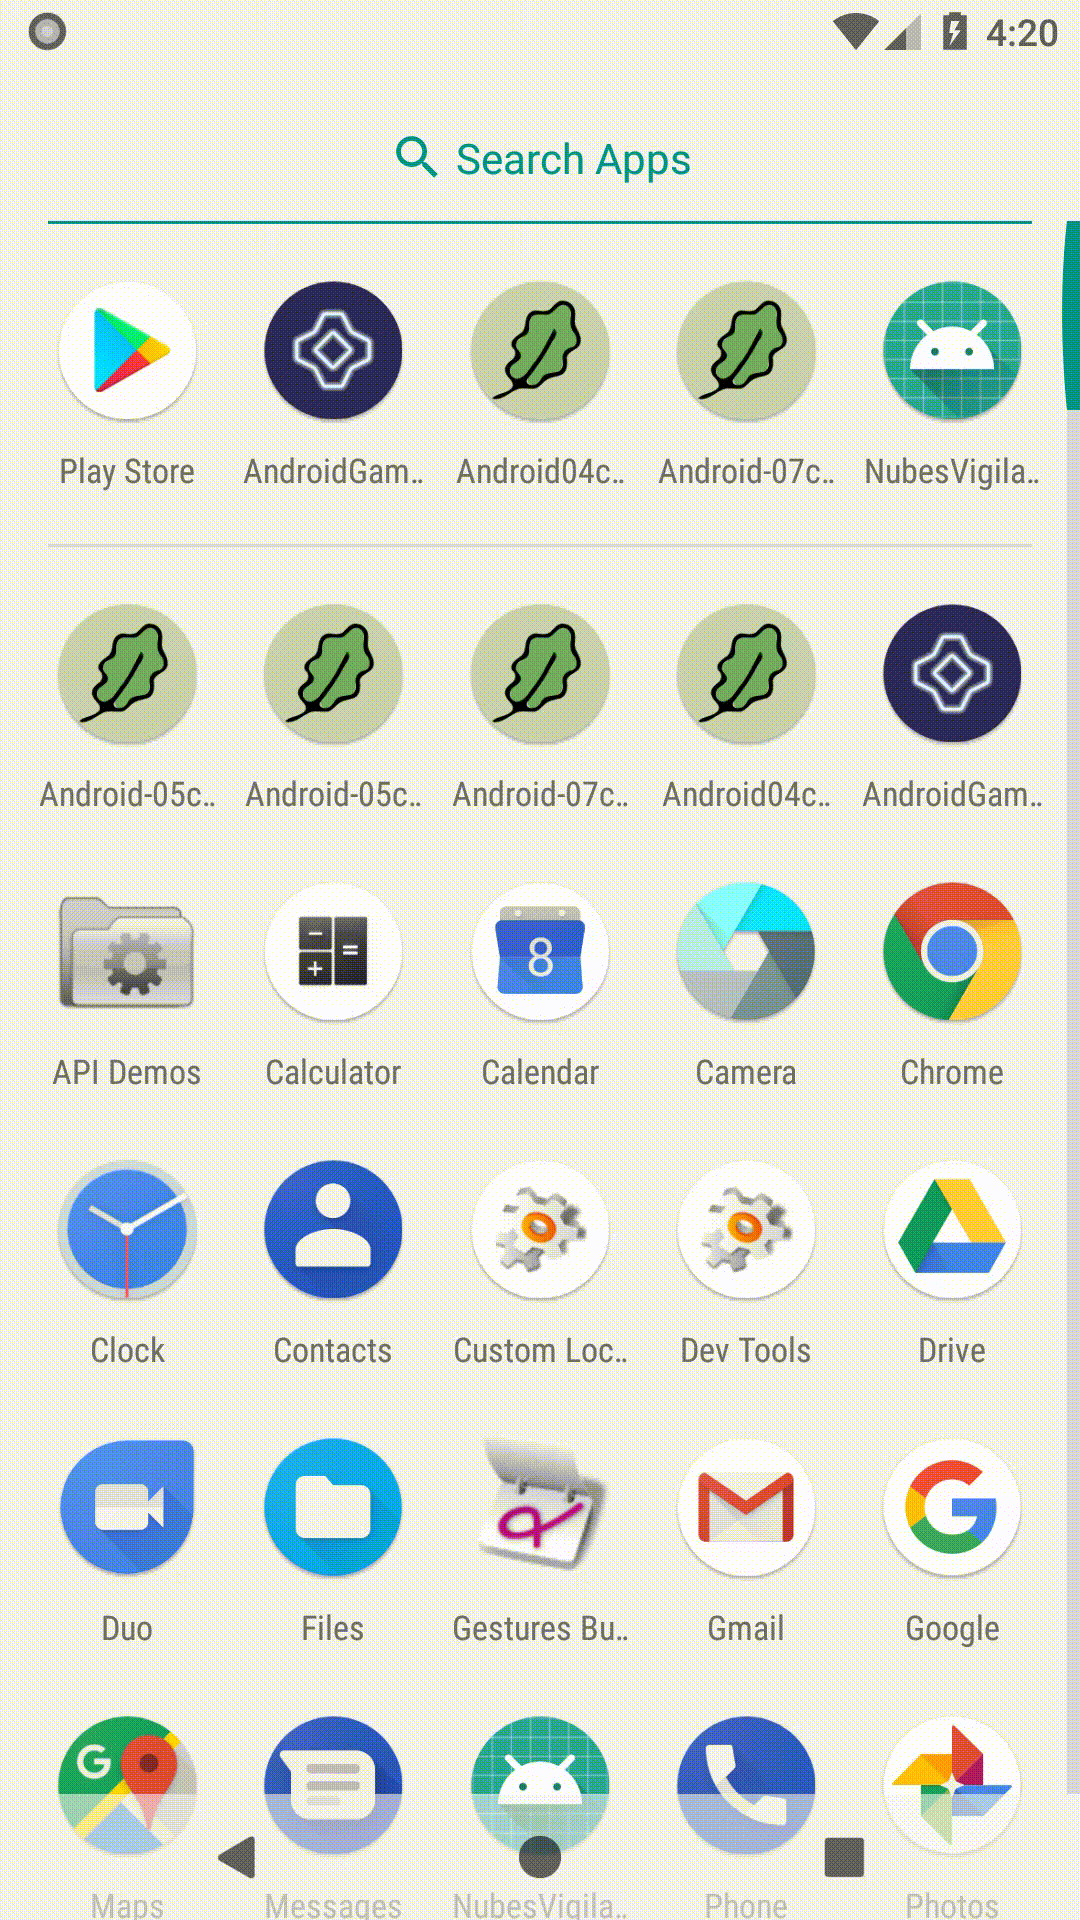 4:20
Search Apps
Play Store AndroidGam.. Android04c.. Android-07c.. NubesVigila..
Android-05c.. Android-05c.. Android-07c.. Android04c.. AndroidGam..
8
API Demos Calculator Calendar Camera Chrome
Clock Contacts Custom Loc.. Dev Tools Drive
Duo Files Gestures Bu.. Gmail Google
G
Maps Messages NubesVigila.. Phone Photos